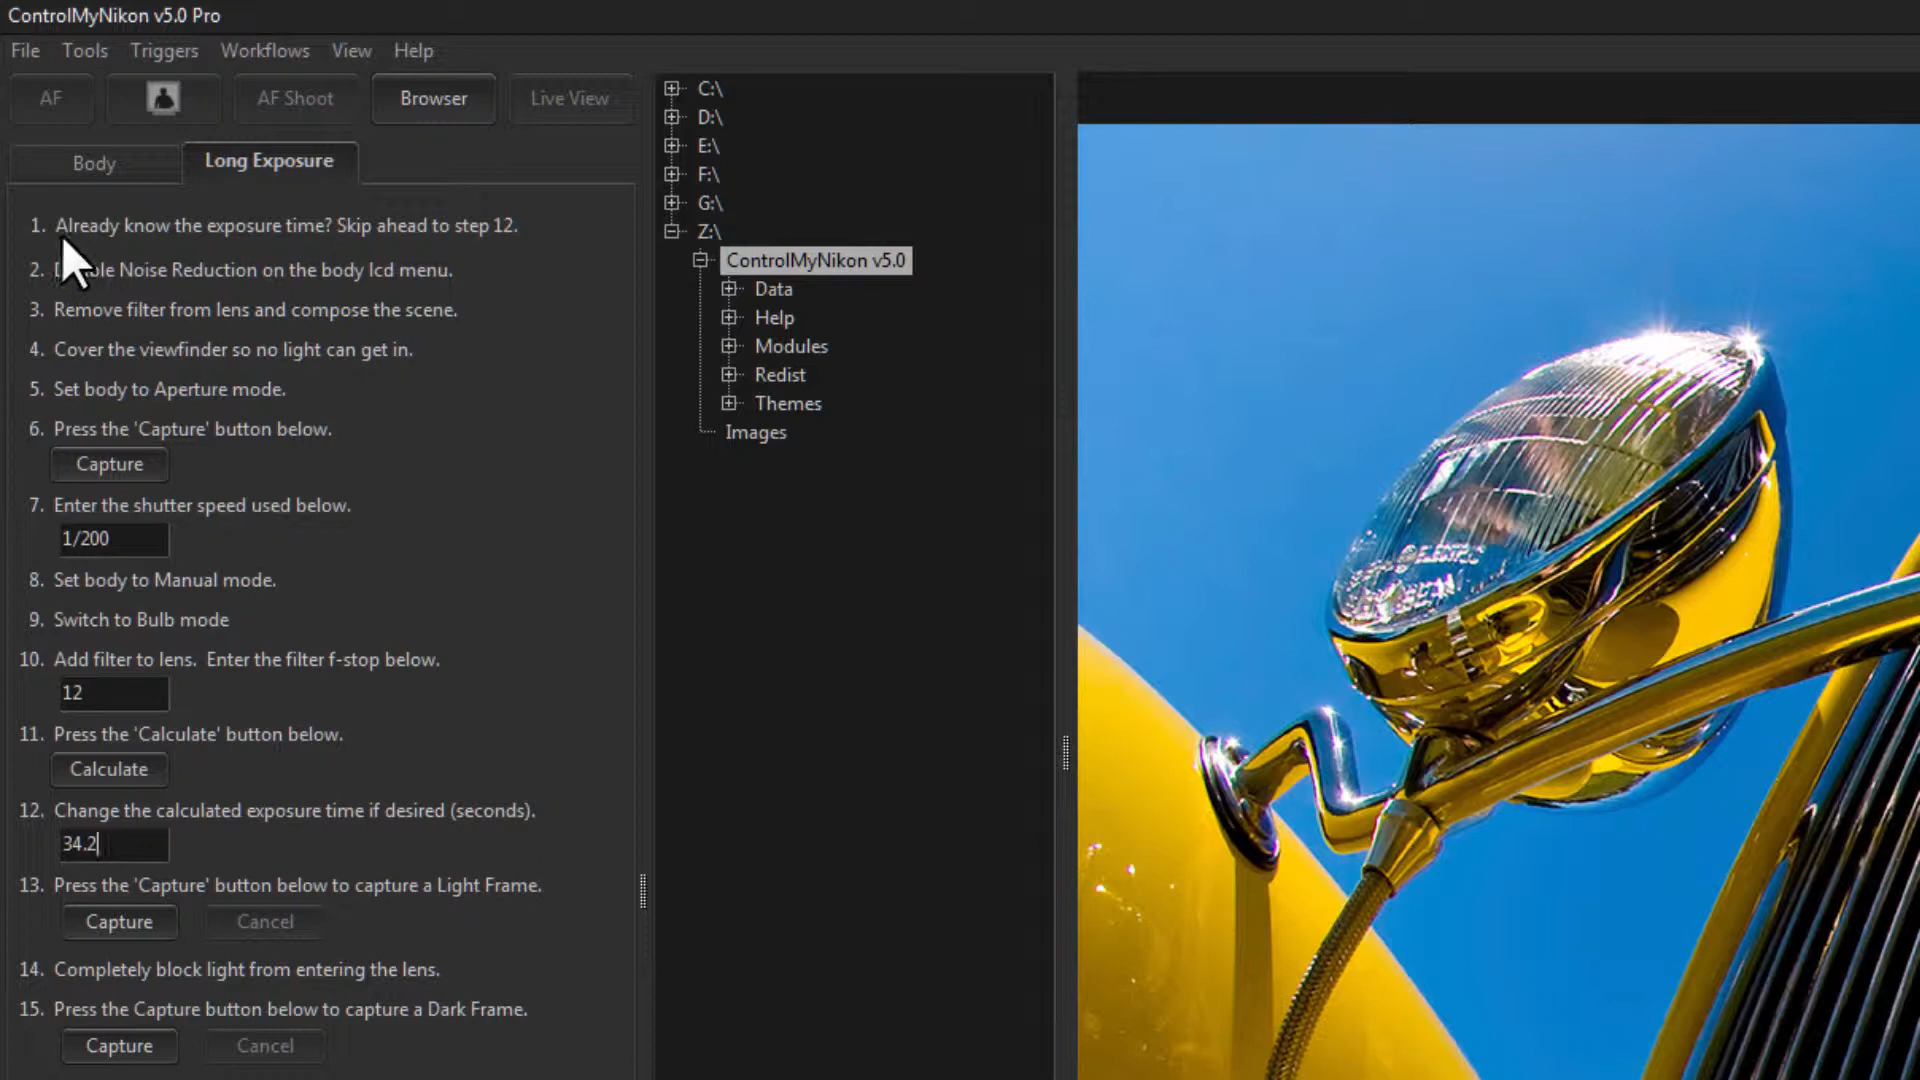 ControlMyNikon v5.0 Pro
File Tools Triggers Workflows View Help
AF AF Shoot Browser Live View
Body Long Exposure
1. Already know the exposure time? Skip ahead to step 12.
2. Noise Reduction on the body lcd menu.
3. Remove filter from lens and compose the scene.
4. Cover the viewfinder so no light can get in.
5. Set body to Aperture mode.
6. Press the 'Capture' button below.
Capture
7. Enter the shutter speed used below.
1/200
8. Set body to Manual mode.
9. Switch to Bulb mode
10. Add filter to lens. Enter the filter f-stop below.
12
11. Press the 'Calculate' button below.
Calculate
12. Change the calculated exposure time if desired (seconds).
34.2
13. Press the 'Capture' button below to capture a Light Frame.
Capture Cancel
14. Completely block light from entering the lens.
15. Press the Capture button below to capture a Dark Frame.
Capture Cancel
C:\
D:\
E:\
F:\
G:\
Z:\
ControlMyNikon v5.0
Data
Help
Modules
Redist
Themes
Images